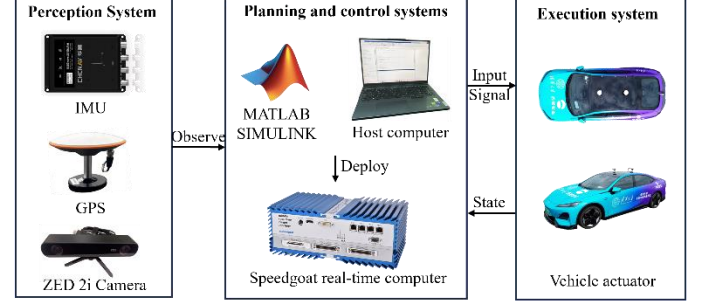 Perception System
IMU
GPS
ZED 2i Camera
Observe
Planning and control systems
MATLAB
SIMULINK
Host computer
Deploy
Speedgoat real-time computer
Input
Signal
State
Execution system
Vehicle actuator